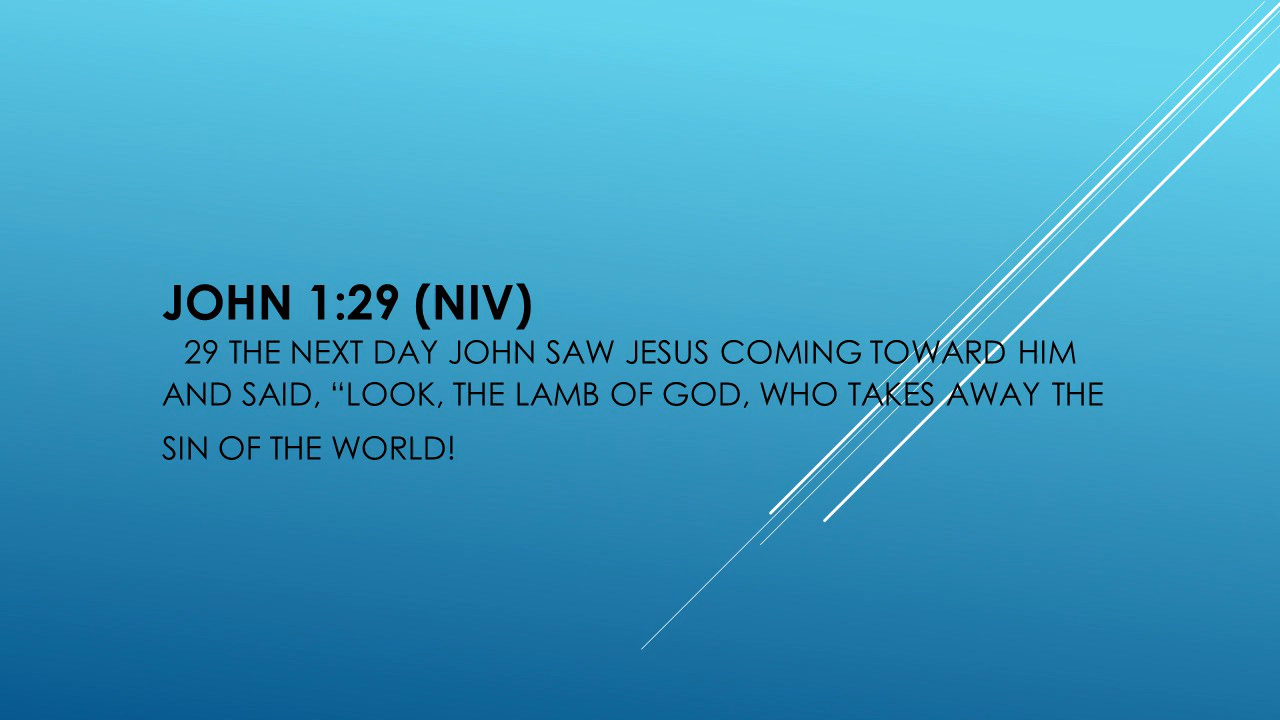 JOHN 1:29 (NIV)
29 THE NEXT DAY JOHN SAW JESUS COMING TOWARD HIM
AND SAID, “LOOK, THE LAMB OF GOD, WHO TAKES AWAY THE
SIN OF THE WORLD!